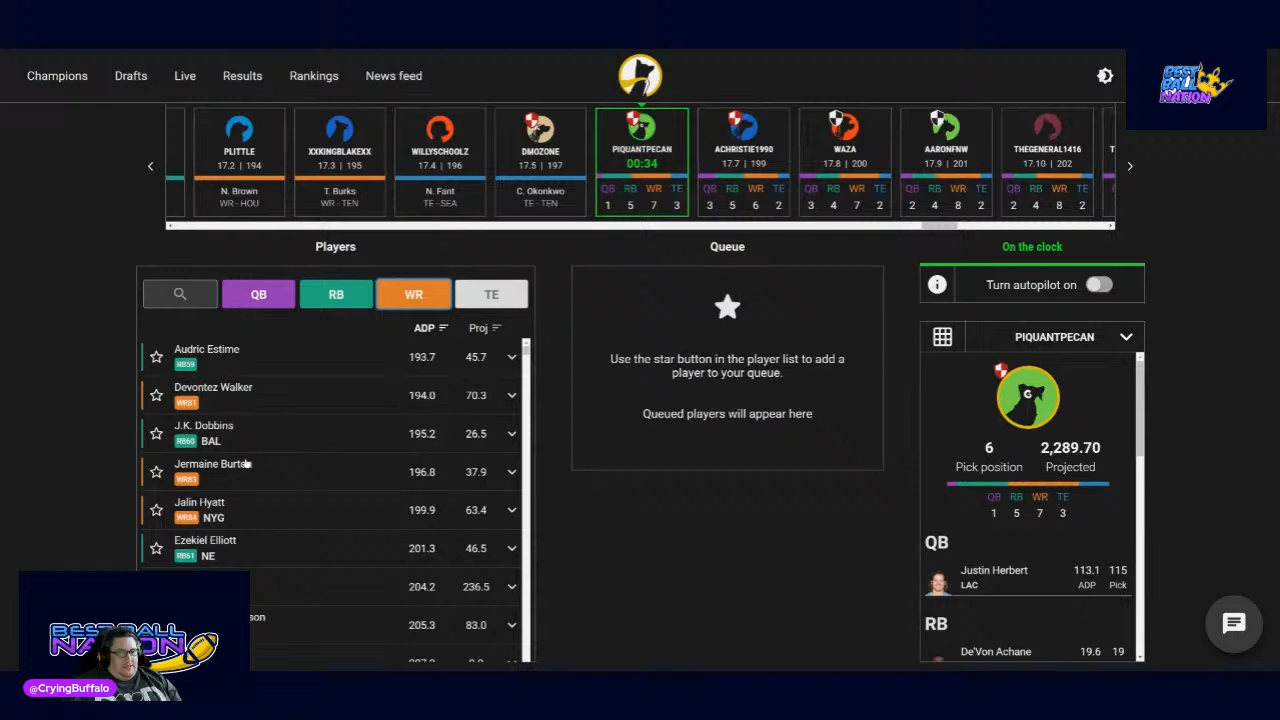 Champions Drafts Live Results Rankings News feed
BEST BALL NATION
PLITTLE XXKINGBLAKEXX WILLYSCHOOLZ DMOZONE PIQUANTPECAN ACHRISTIE1990 WAZA AARONFNW THEGENERAL1416
17.2 | 194 17.3 | 195 17.4 | 196 17.5 | 197 00:34 17.7 | 199 17.8 | 200 17.9 | 201 17.10 | 202
N. Brown T. Burks N. Fant C. Okonkwo QB RB WR TE QB RB WR TE QB RB WR TE QB RB WR TE QB RB WR TE
WR - HOU WR - TEN TE - SEA TE - TEN 1 5 7 3 3 5 6 2 3 4 7 2 2 4 8 2 2 4 8 2
Players Queue On the clock
QB RB WR TE
Turn autopilot on
ADP Proj
PIQUANTPECAN
Audric Estime 193.7 45.7
RB59
Devontez Walker 194.0 70.3
WR81
J.K. Dobbins 195.2 26.5
RB60 BAL
Jermaine Burton 196.8 37.9
WR83
Jalin Hyatt 199.9 63.4
WR84 NYG
Ezekiel Elliott 201.3 46.5
RB61 NE
204.2 236.5
son 205.3 83.0
Use the star button in the player list to add a
player to your queue.
Queued players will appear here
G
6 2,289.70
Pick position Projected
QB RB WR TE
1 5 7 3
QB
Justin Herbert 113.1 115
LAC ADP Pick
RB
De'Von Achane 19.6 19
BEST BALL
NATION
@CryingBuffalo